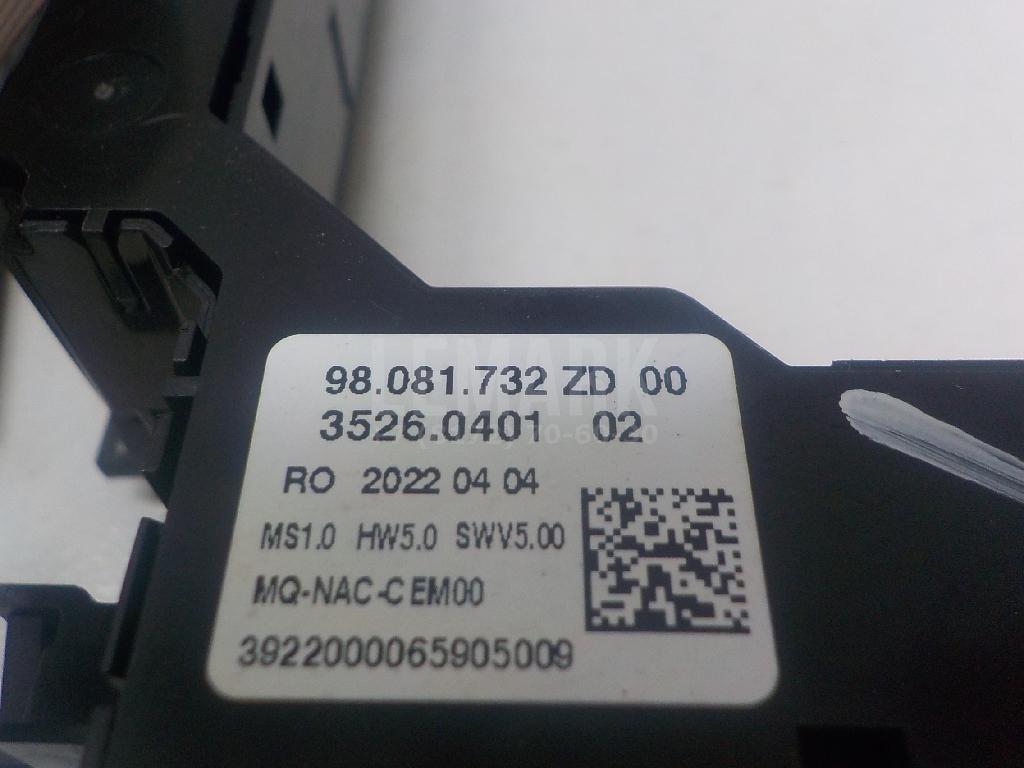 LEMARK
98.081.732 ZD 00
3526.0401 02
RO 2022 04 04
MS1.0 HW5.0 SWV5.00
MQ-NAC-CEM00
3922000065905009